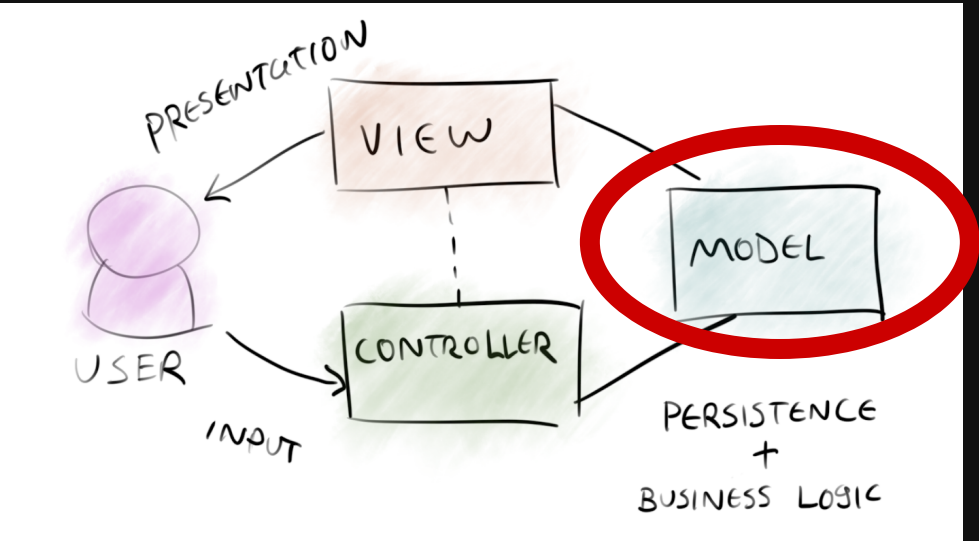 PRESENTATION
VIEW
MODEL
USER
CONTROLLER
INPUT
PERSISTENCE
+
BUSINESS LOGIC